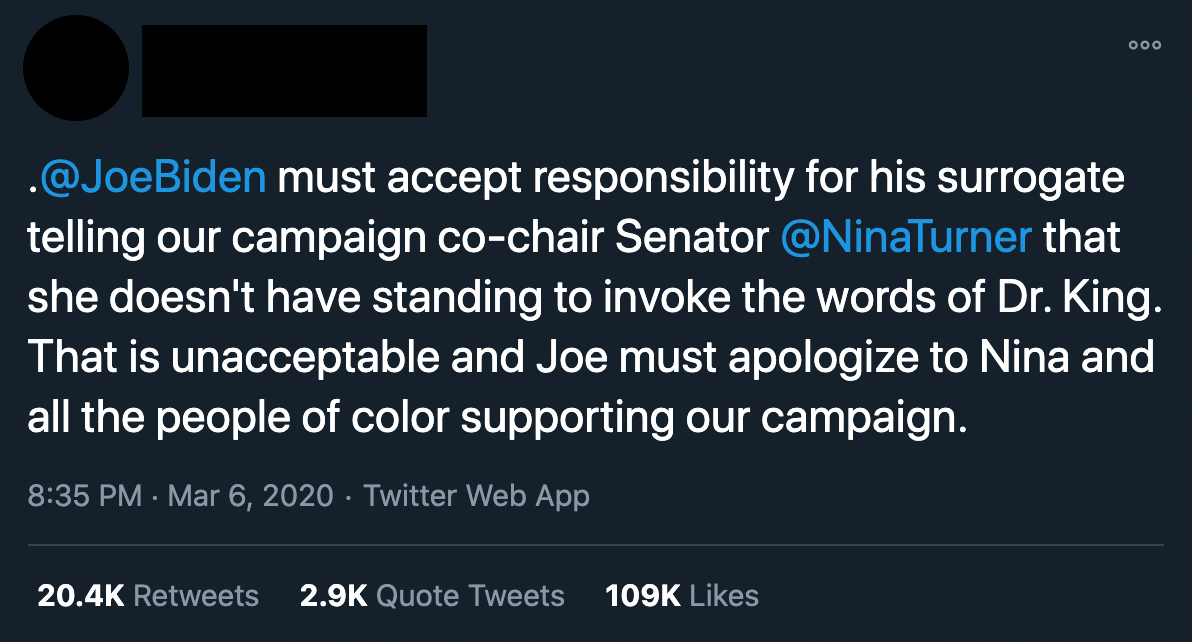 .@JoeBiden must accept responsibility for his surrogate
telling our campaign co-chair Senator @NinaTurner that
she doesn't have standing to invoke the words of Dr. King.
That is unacceptable and Joe must apologize to Nina and
all the people of color supporting our campaign.
8:35 PM · Mar 6, 2020 · Twitter Web App
20.4K Retweets 2.9K Quote Tweets 109K Likes